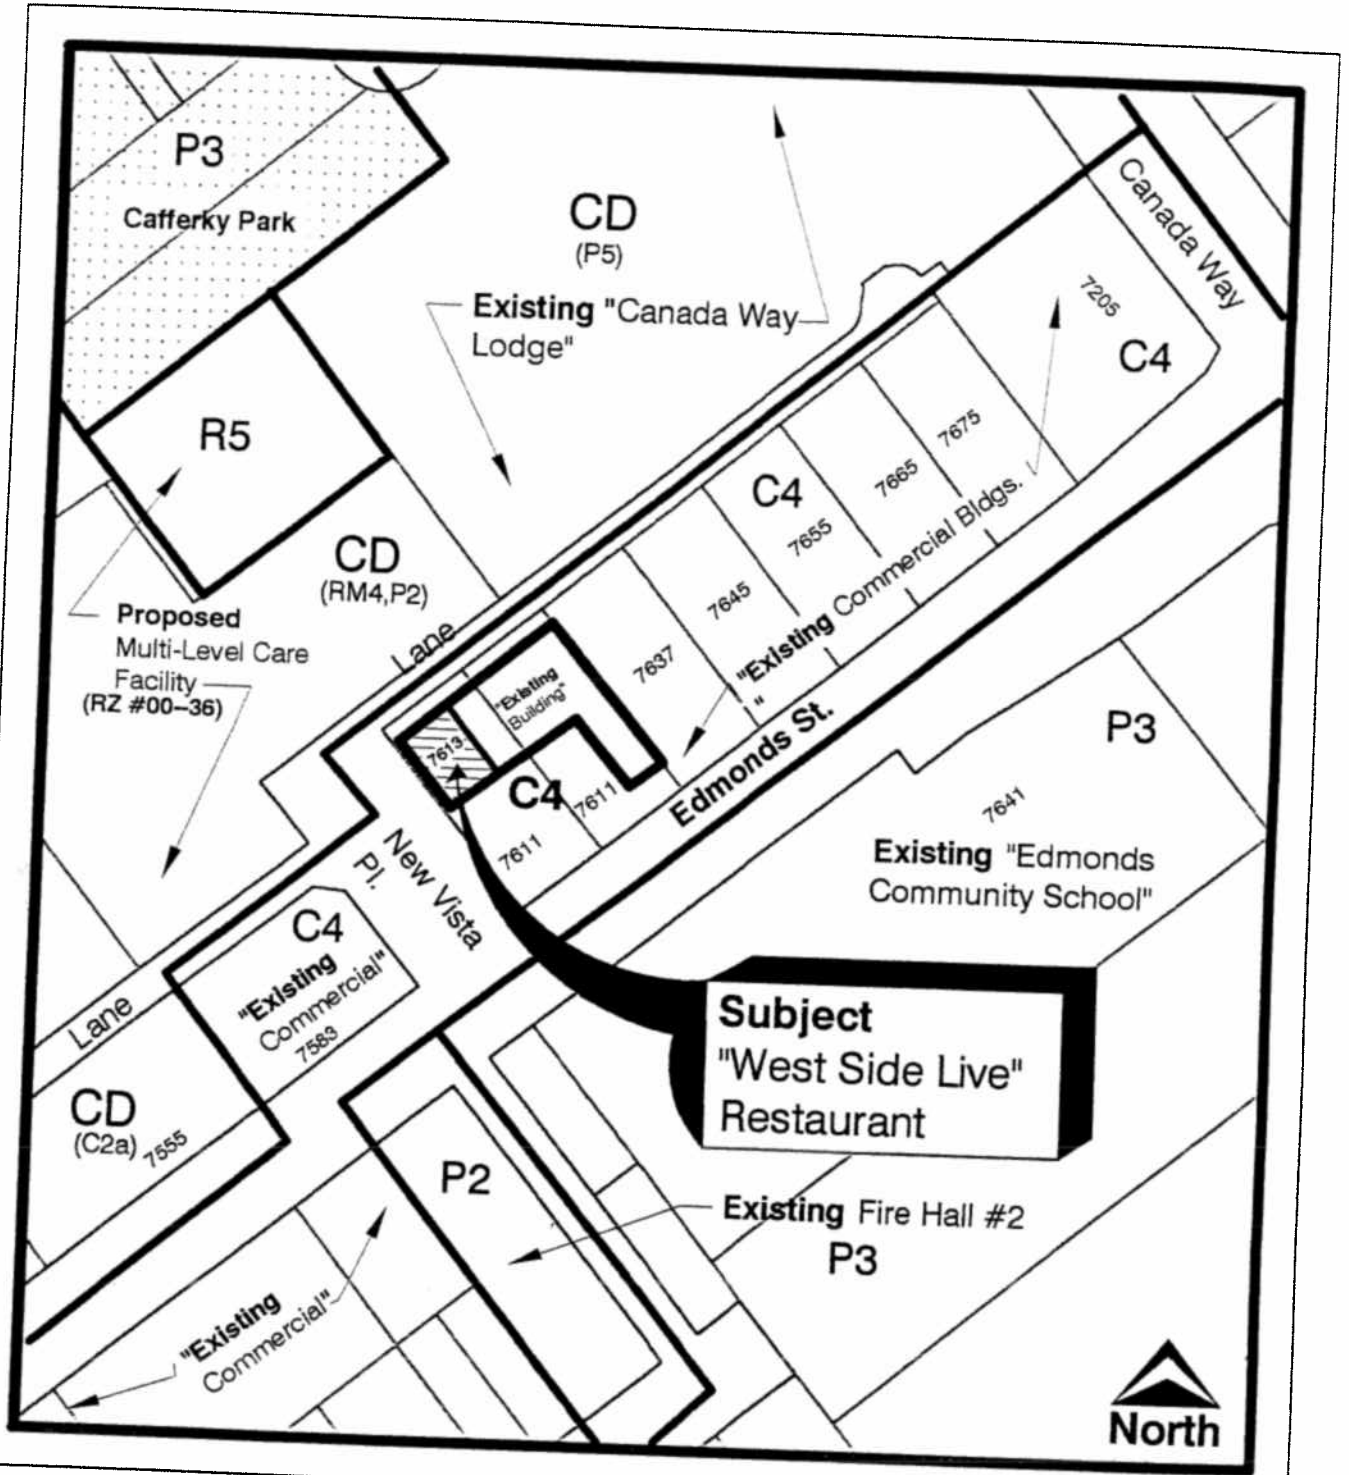 P3
Cafferky Park
CD
(P5)
Existing "Canada Way
Lodge"
Canada Way
7205
C4
R5
7675
7665
C4
7655
7645
7637
"Existing Commercial Bldgs.
"
CD
(RM4,P2)
Proposed
Multi-Level Care
Facility
(RZ #00-36)
Lane
"Existing
Building"
7613
C4
7611
7611
Edmonds St.
P3
7641
Existing "Edmonds
Community School"
New Vista
Pl.
C4
"Existing
Commercial"
7583
Lane
CD
(C2a)
7555
Subject
"West Side Live"
Restaurant
P2
Existing Fire Hall #2
P3
"Existing
Commercial"
North